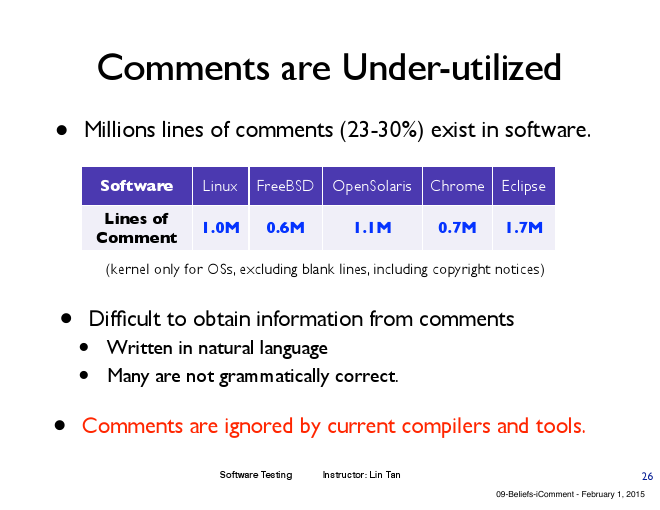 Comments are Under-utilized
• Millions lines of comments (23-30%) exist in software.
Software Linux FreeBSD OpenSolaris Chrome Eclipse
Lines of
Comment 1.0M 0.6M 1.1M 0.7M 1.7M
(kernel only for OSs, excluding blank lines, including copyright notices)
• Difficult to obtain information from comments
• Written in natural language
• Many are not grammatically correct.
• Comments are ignored by current compilers and tools.
Software Testing Instructor: Lin Tan
26
09-Beliefs-iComment - February 1, 2015